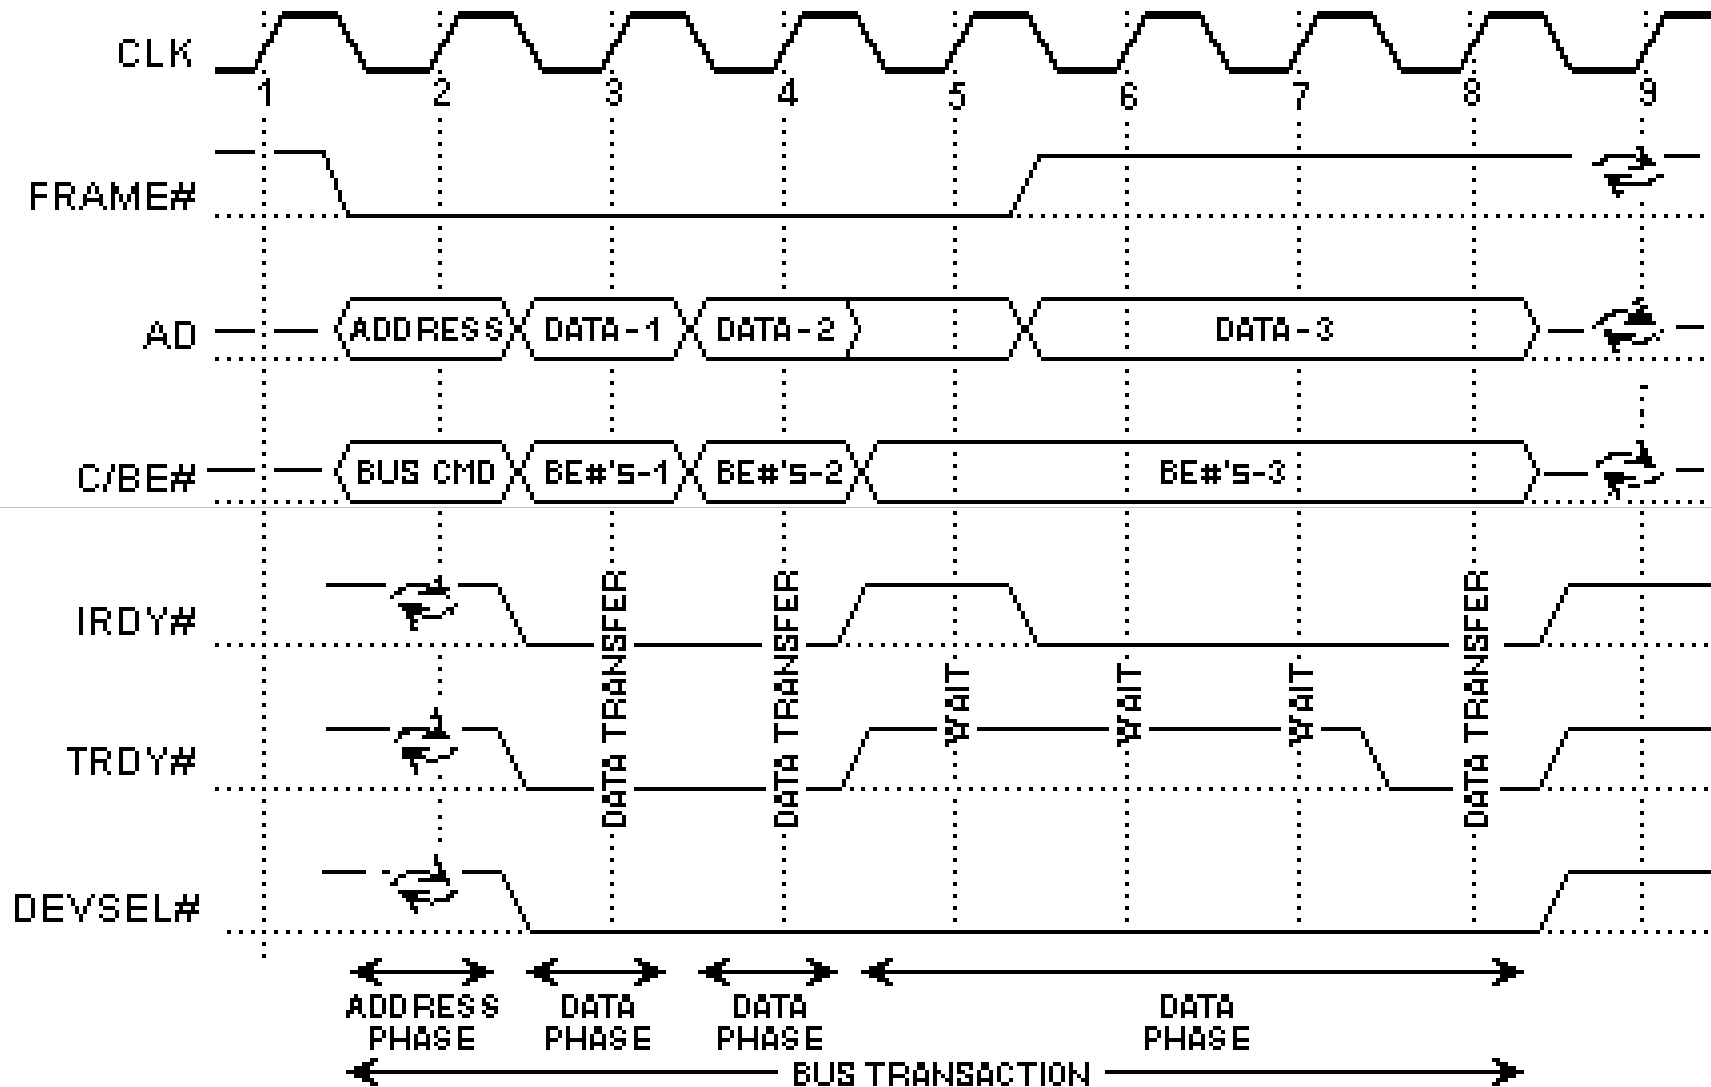 CLK
1 2 3 4 5 6 7 8 9
FRAME#
AD
ADDRESS DATA-1 DATA-2 DATA-3
C/BE#
BUS CMD BE#'s-1 BE#'s-2 BE#'s-3
IRDY#
TRDY#
DATA TRANSFER
DATA TRANSFER
WAIT
WAIT
WAIT
DATA TRANSFER
DEVSEL#
ADDRESS PHASE
DATA PHASE
DATA PHASE
DATA PHASE
BUS TRANSACTION